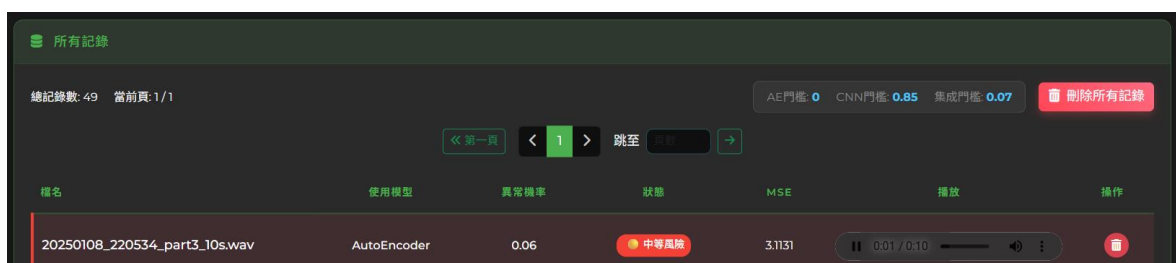 所有記錄
總記錄數: 49 當前頁: 1 / 1 AE門檻: 0 CNN門檻: 0.85 集成門檻: 0.07 刪除所有記錄
第一頁 1 跳至 頁數
檔名 使用模型 異常機率 狀態 MSE 播放 操作
20250108_220534_part3_10s.wav AutoEncoder 0.06 中等風險 3.1131 0:01 / 0:10